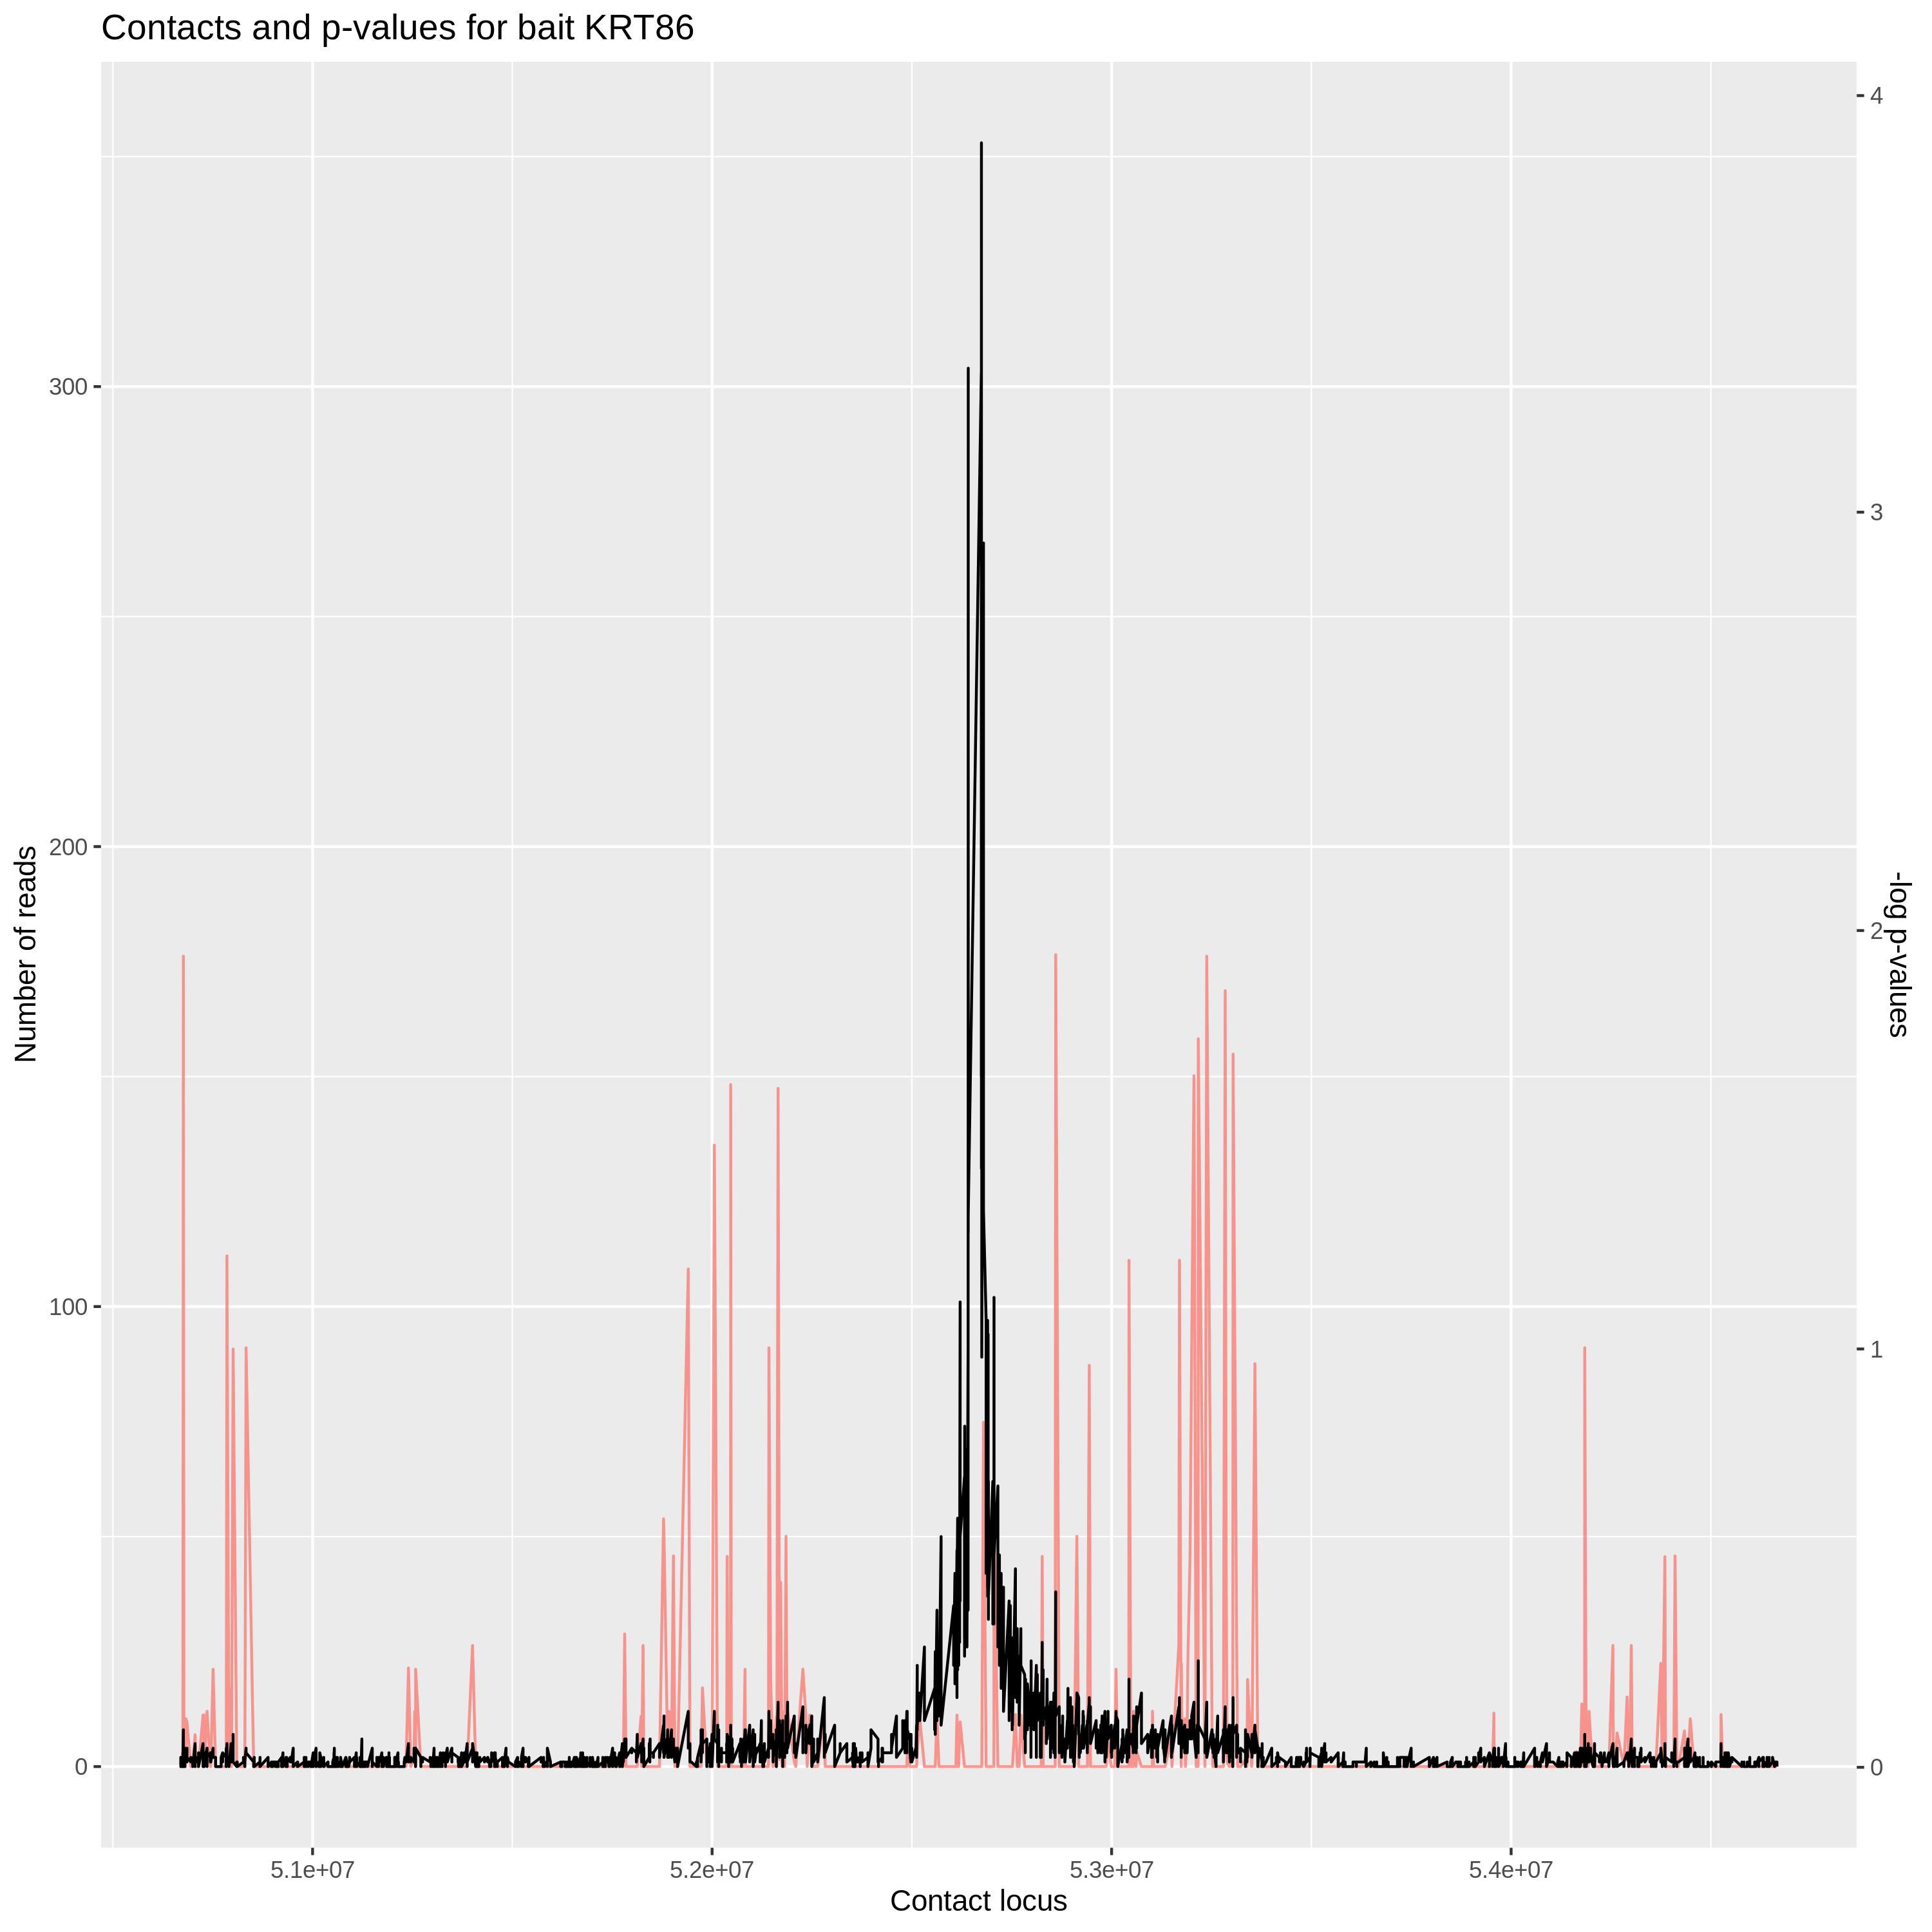 Contacts and p-values for bait KRT86
Number of reads
300
200
100
0
4
3
2
1
0
-log p-values
5.1e+07
5.2e+07
5.3e+07
5.4e+07
Contact locus